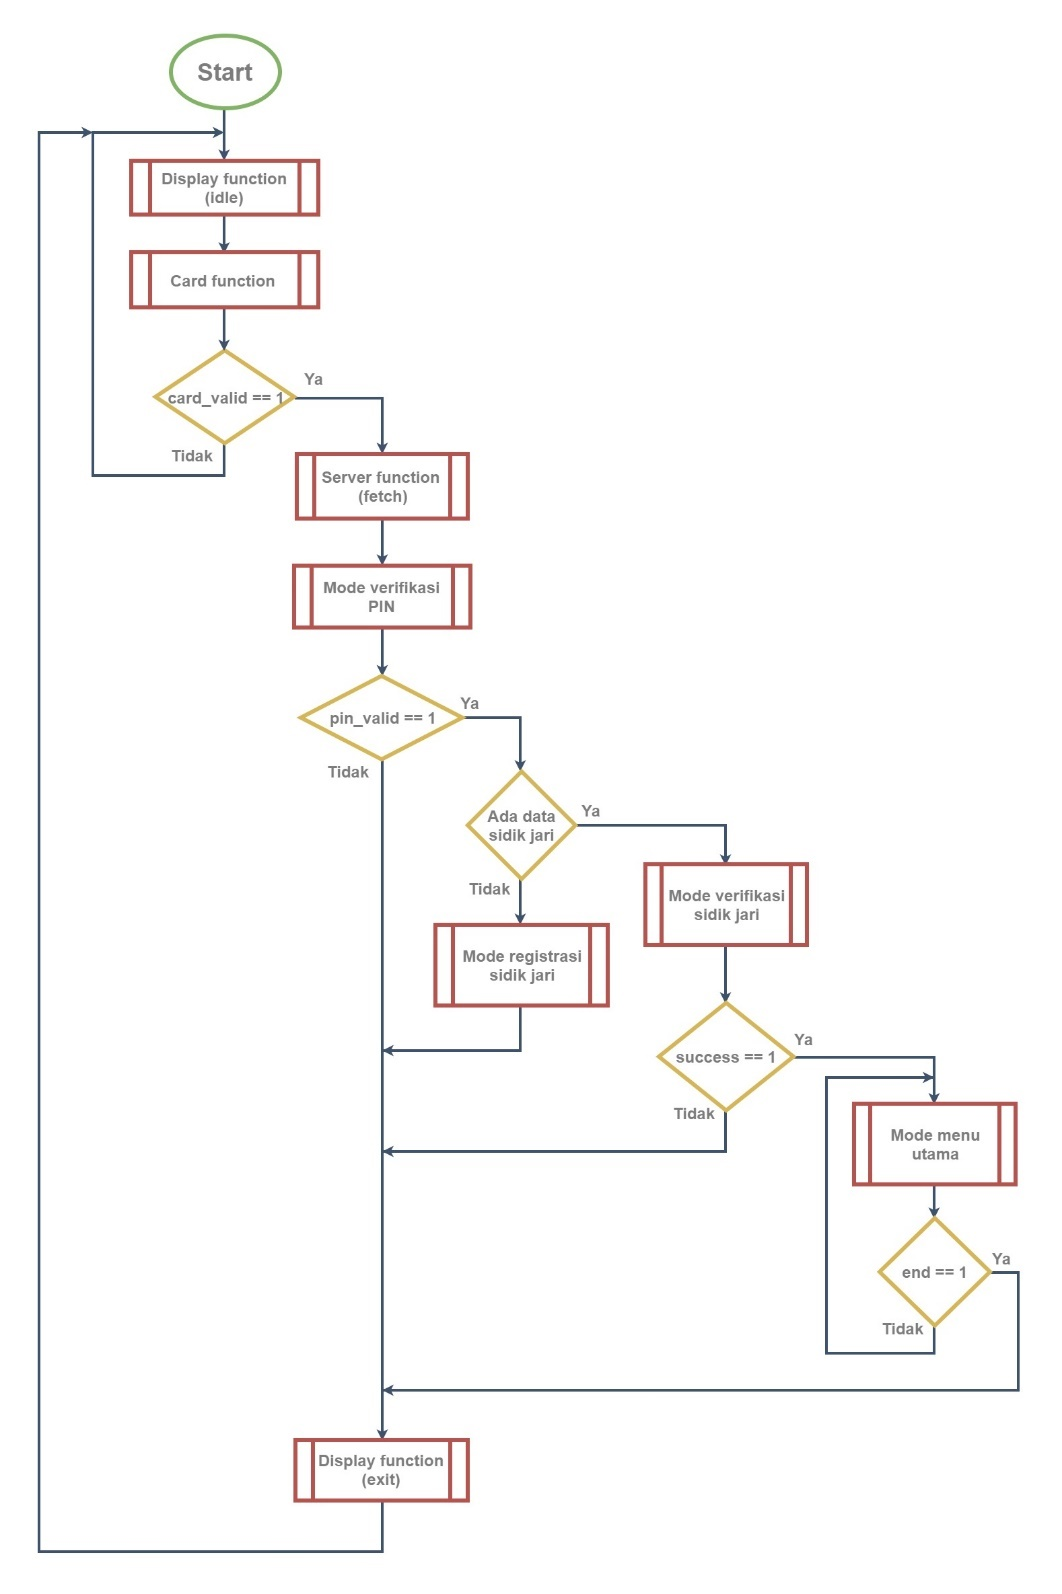 Start
Display function
(idle)
Card function
card_valid == 1
Ya
Tidak
Server function
(fetch)
Mode verifikasi
PIN
pin_valid == 1
Ya
Tidak
Ada data
sidik jari
Ya
Tidak
Mode verifikasi
sidik jari
Mode registrasi
sidik jari
success == 1
Ya
Tidak
Mode menu
utama
end == 1
Ya
Tidak
Display function
(exit)